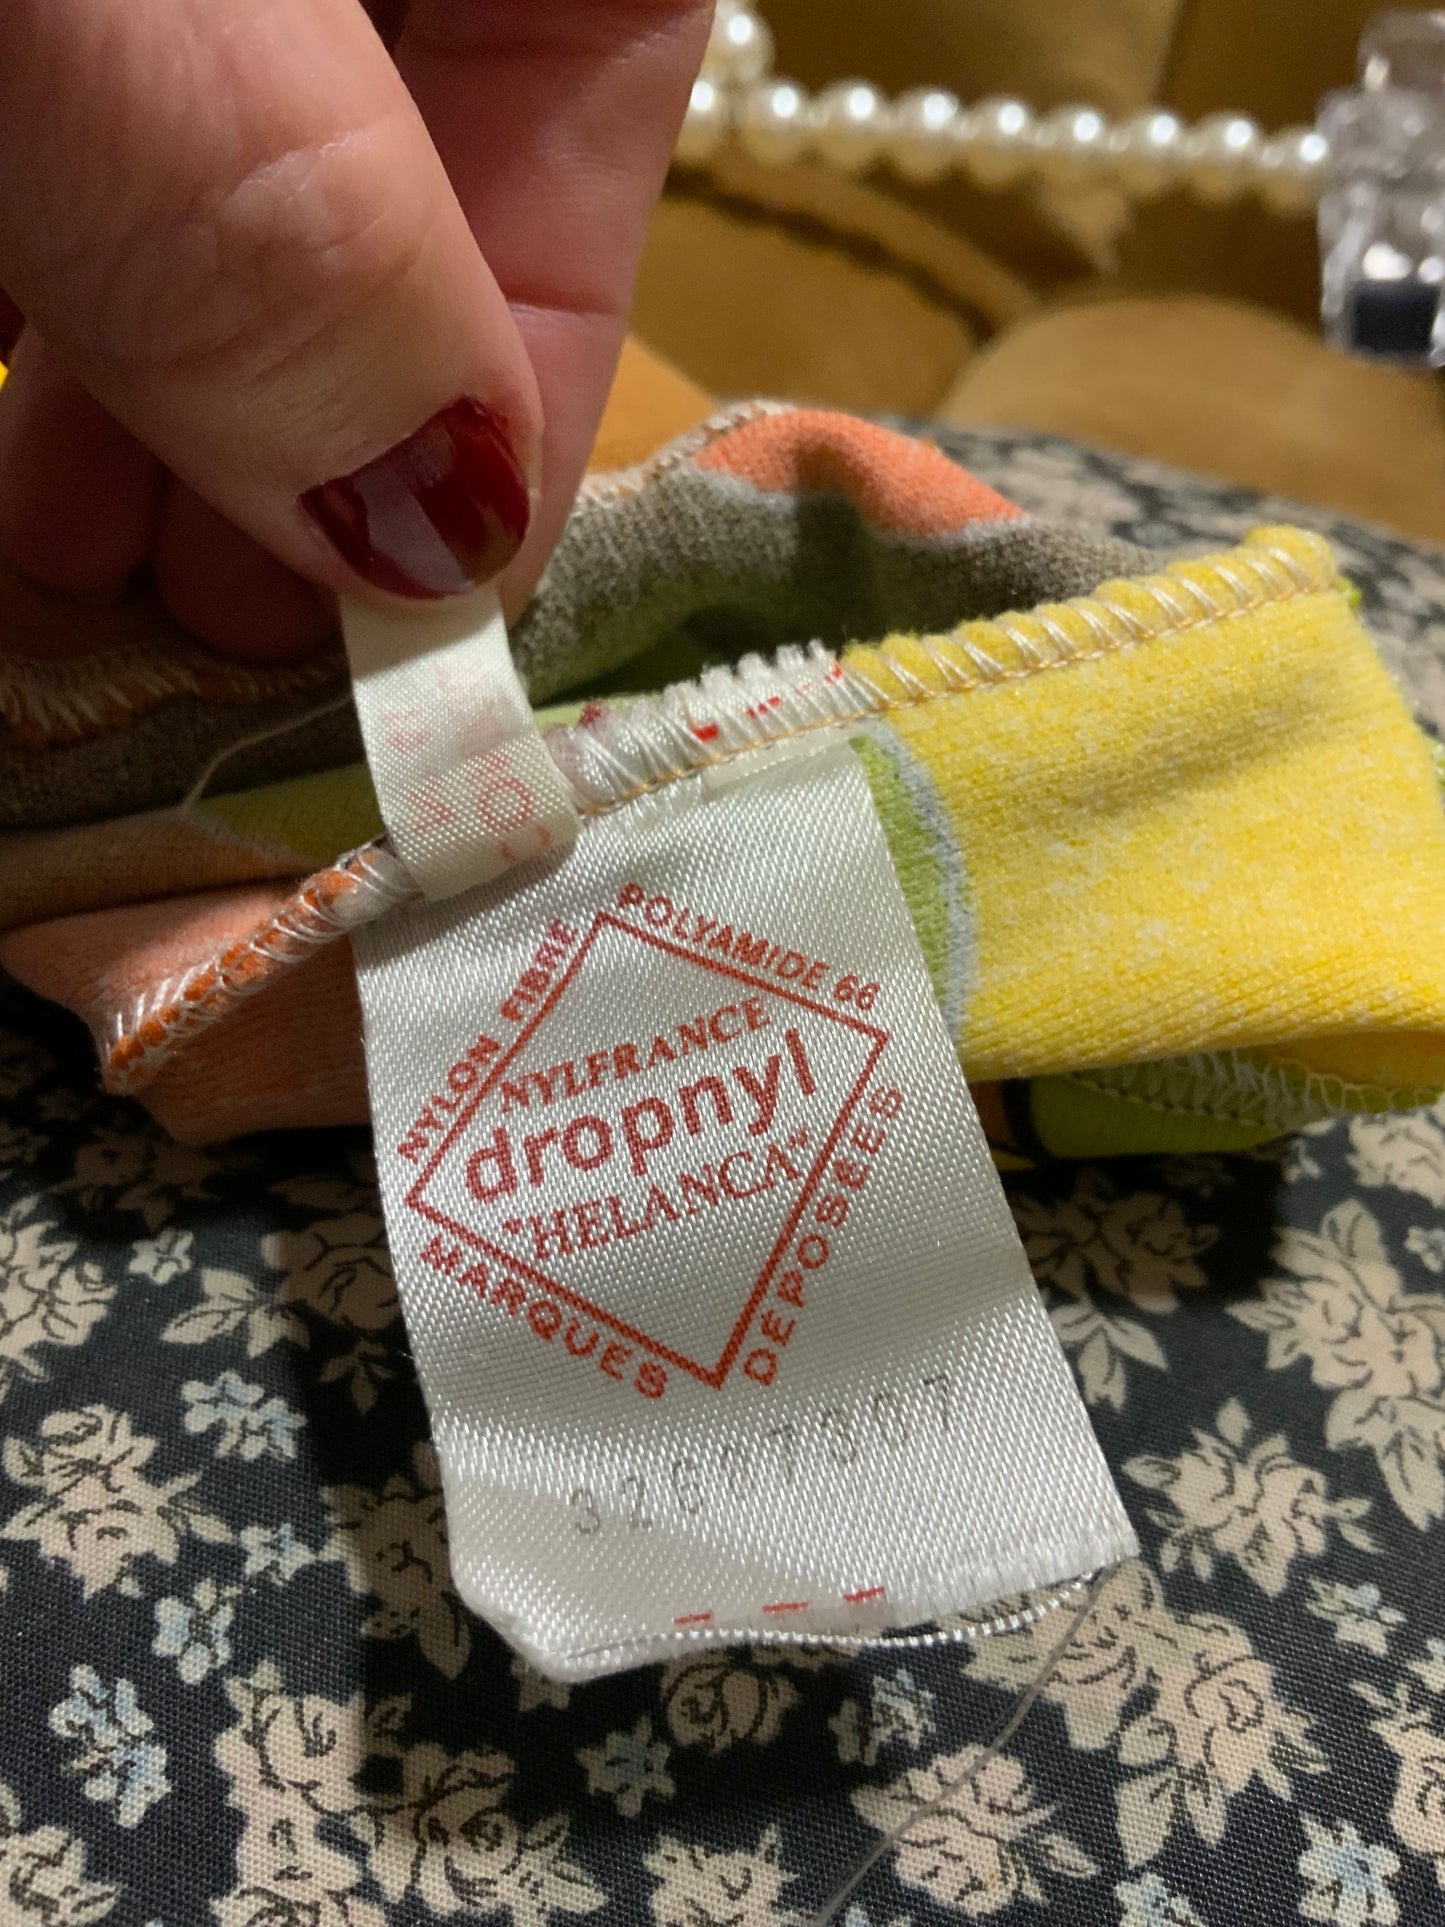 NYLON FIBRE
POLYAMIDE 66
NYLFRANCE
dropnyl
"HELANCA"
MARQUES
DEPOSEES